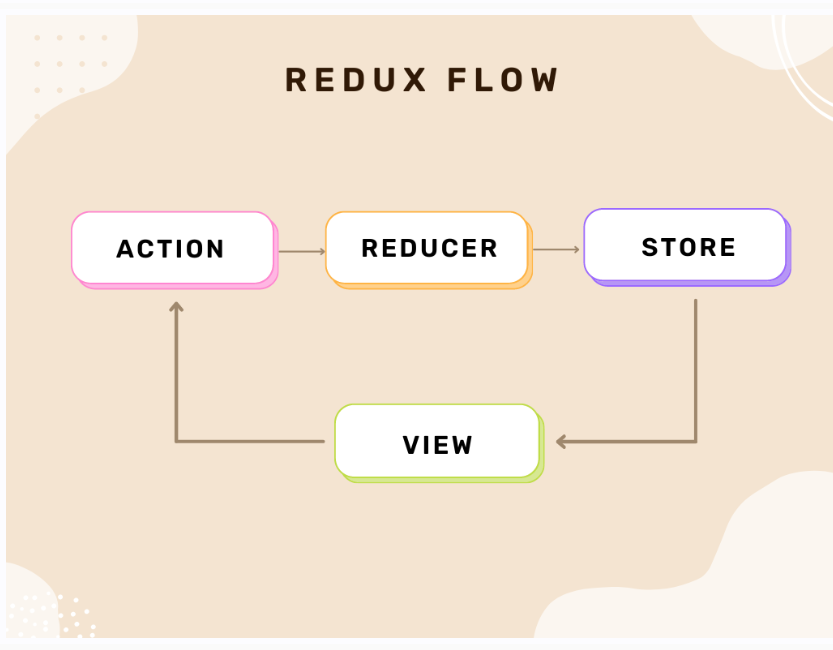 REDUX FLOW
ACTION
REDUCER
STORE
VIEW